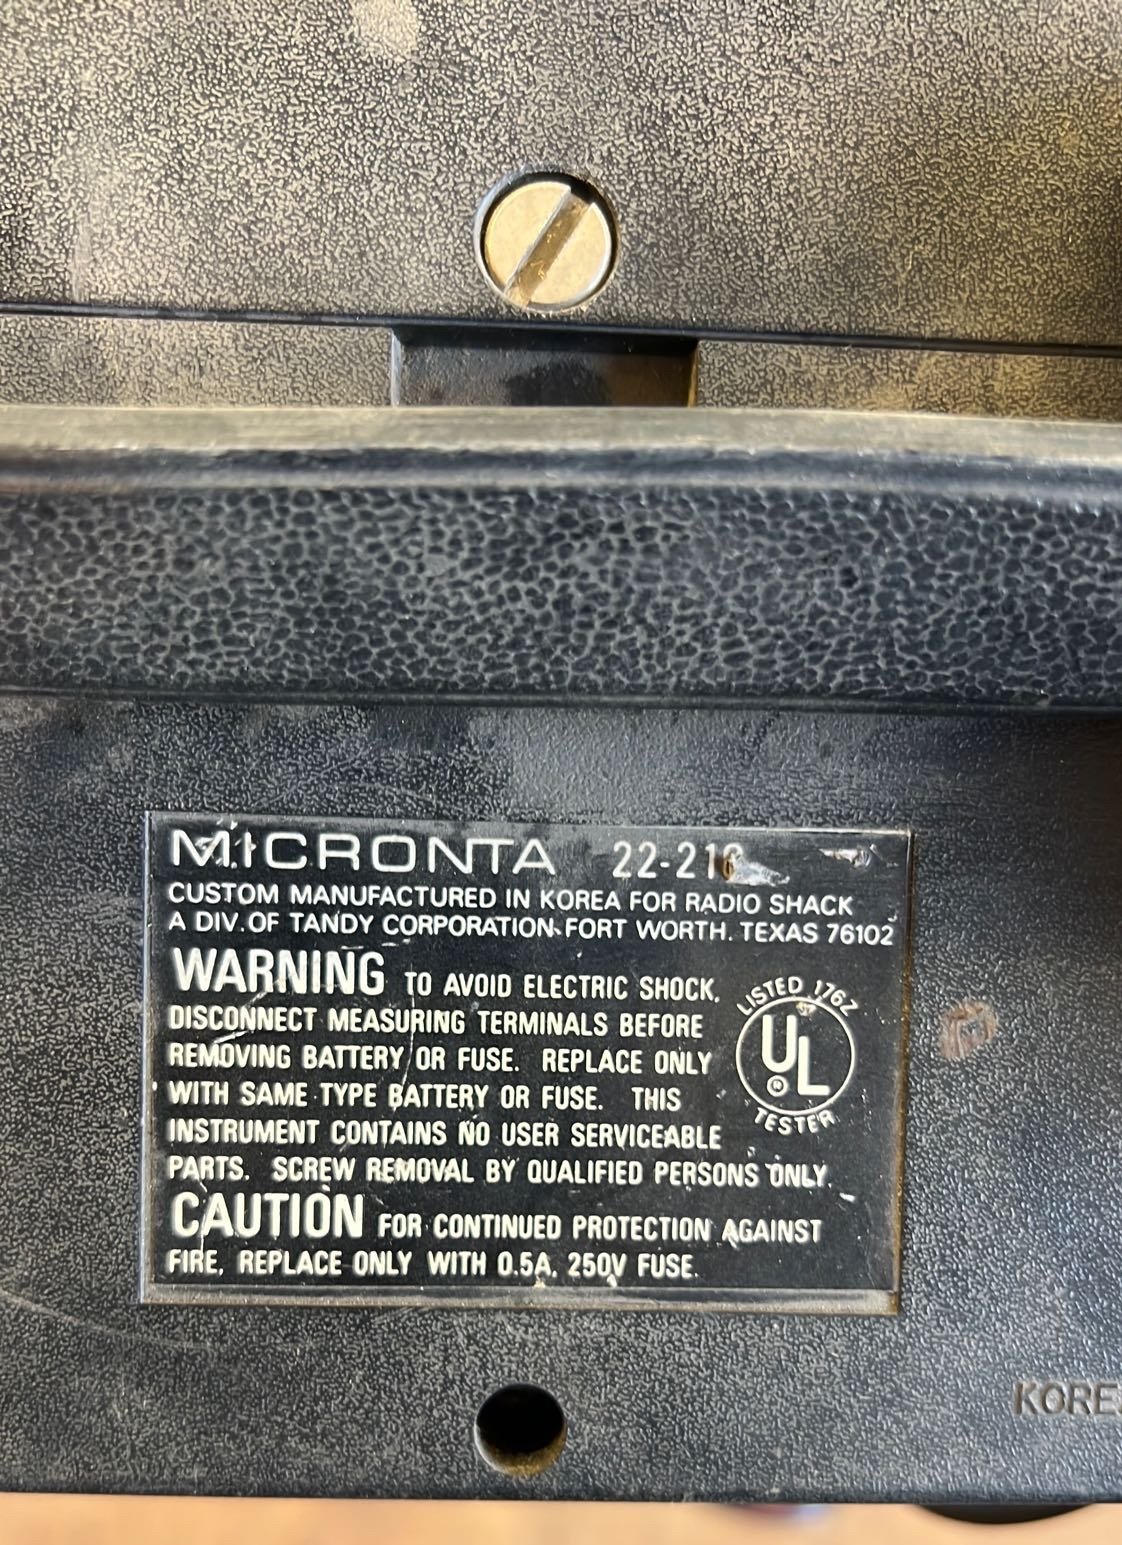 MICRONTA
CUSTOM MANUFACTURED IN KOREA FOR RADIO SHACK
A DIV. OF TANDY CORPORATION FORT WORTH. TEXAS 76102
WARNING TO AVOID ELECTRIC SHOCK,
DISCONNECT MEASURING TERMINALS BEFORE
REMOVING BATTERY OR FUSE. REPLACE ONLY
WITH SAME TYPE BATTERY OR FUSE. THIS
INSTRUMENT CONTAINS NO USER SERVICEABLE
PARTS. SCREW REMOVAL BY QUALIFIED PERSONS ONLY.
CAUTION FOR CONTINUED PROTECTION AGAINST
FIRE, REPLACE ONLY WITH 0.5A, 250V FUSE.
LISTED 176Z
UL
®
TESTER